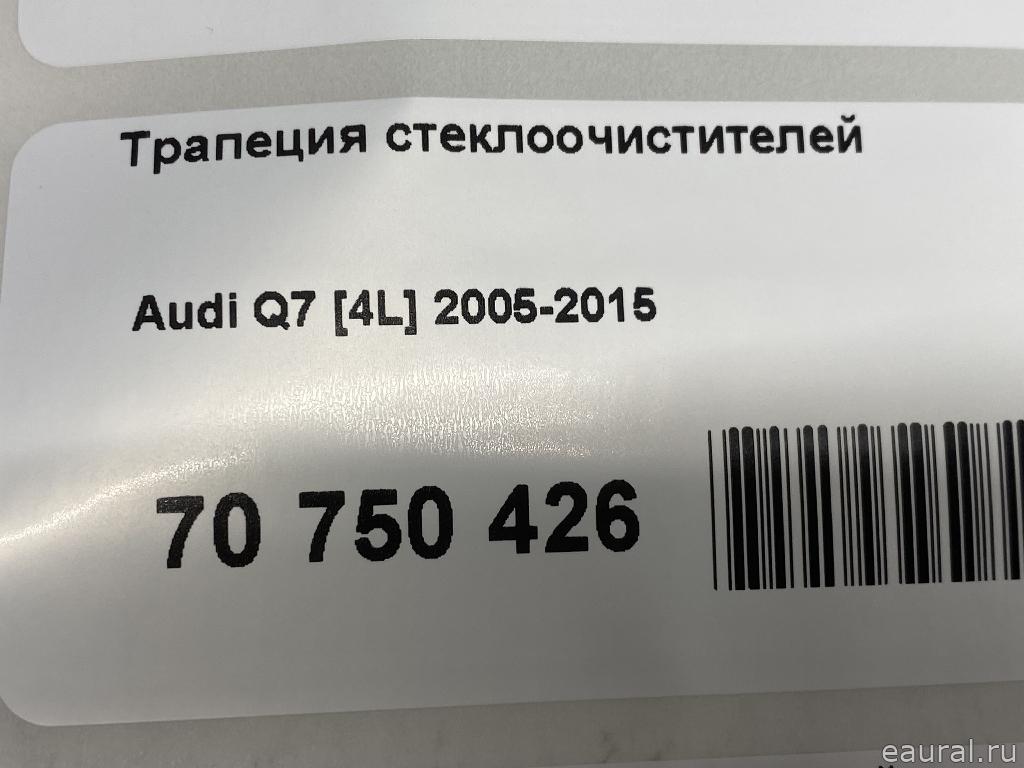 Трапеция стеклоочистителей
Audi Q7 [4L] 2005-2015
70 750 426
eaural.ru